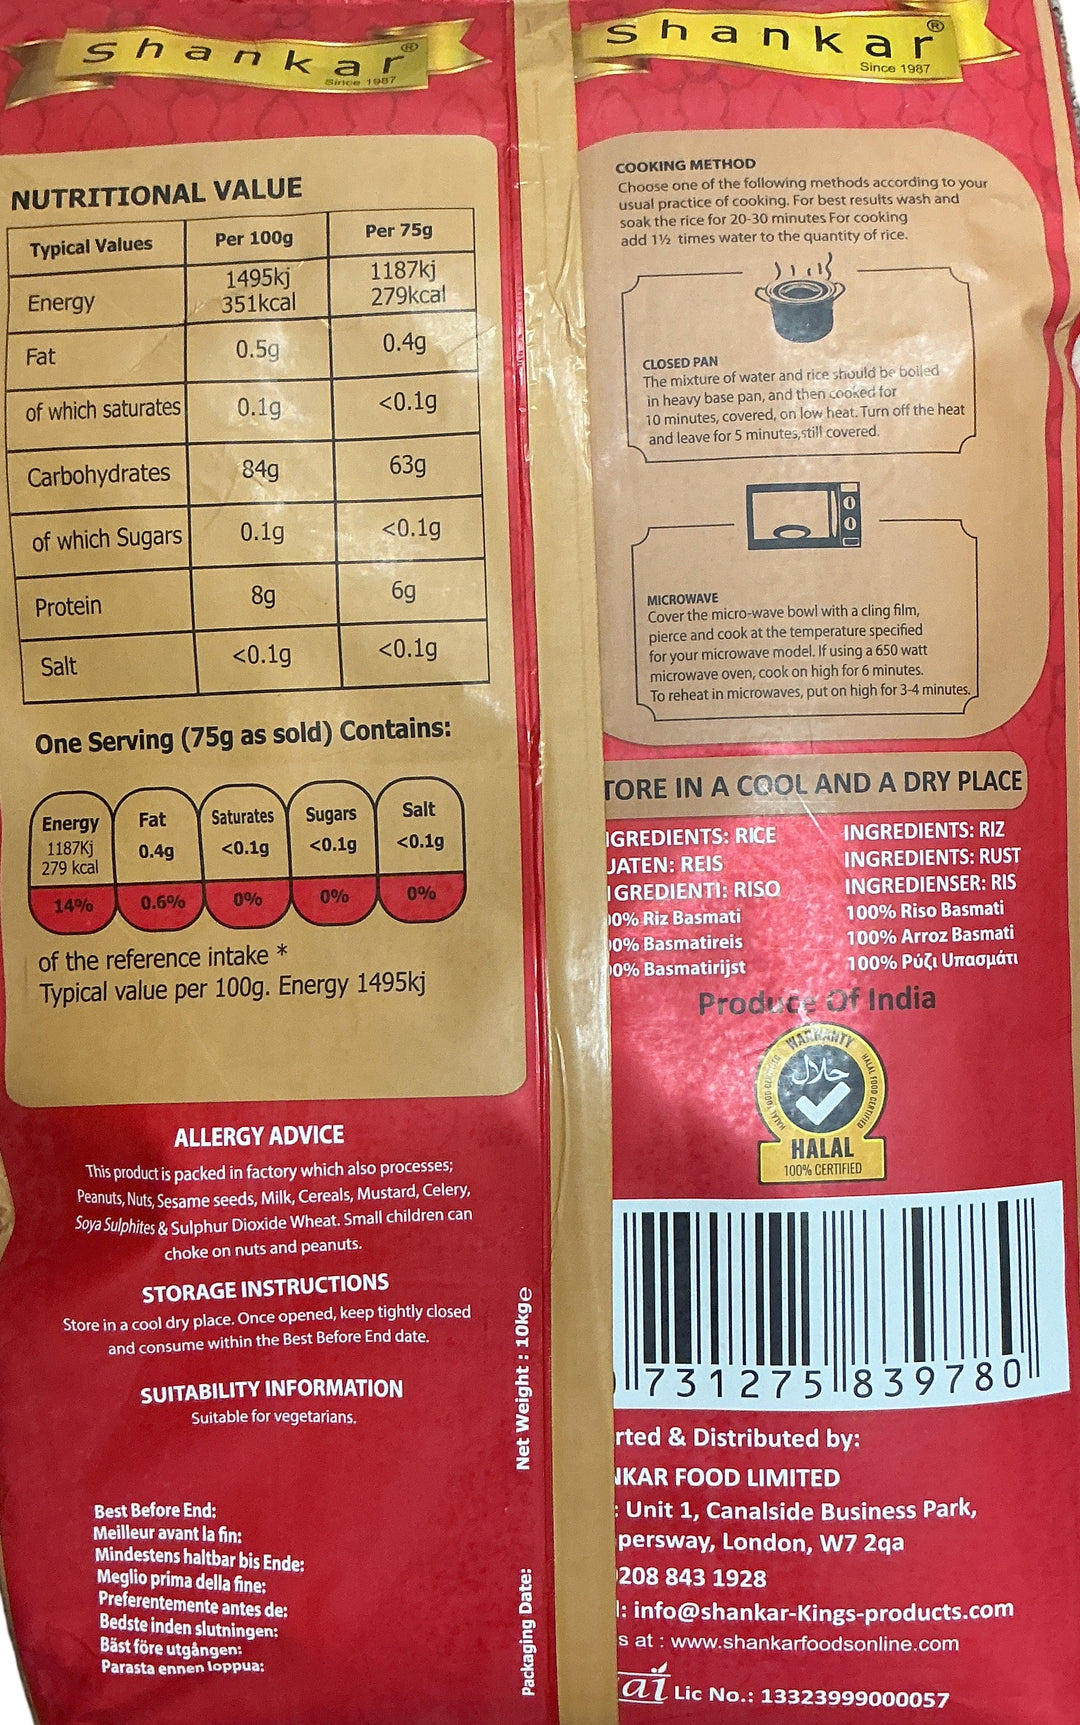 Shankar®
Since 1987
NUTRITIONAL VALUE
Typical Values Per 100g Per 75g
Energy 1495kj 351kcal 1187kj 279kcal
Fat 0.5g 0.4g
of which saturates 0.1g <0.1g
Carbohydrates 84g 63g
of which Sugars 0.1g <0.1g
Protein 8g 6g
Salt <0.1g <0.1g
One Serving (75g as sold) Contains:
Energy Fat Saturates Sugars Salt
1187Kj 0.4g <0.1g <0.1g <0.1g
279 kcal
14% 0.6% 0% 0% 0%
of the reference intake *
Typical value per 100g. Energy 1495kj
ALLERGY ADVICE
This product is packed in factory which also processes;
Peanuts, Nuts, Sesame seeds, Milk, Cereals, Mustard, Celery,
Soya Sulphites & Sulphur Dioxide Wheat. Small children can
choke on nuts and peanuts.
STORAGE INSTRUCTIONS
Store in a cool dry place. Once opened, keep tightly closed
and consume within the Best Before End date.
SUITABILITY INFORMATION
Suitable for vegetarians.
Best Before End:
Meilleur avant la fin:
Mindestens haltbar bis Ende:
Meglio prima della fine:
Preferentemente antes de:
Bedste inden slutningen:
Bäst före utgången:
Parasta ennen loppua:
Net Weight : 10kg℮
Packaging Date:
Shankar®
Since 1987
COOKING METHOD
Choose one of the following methods according to your
usual practice of cooking. For best results wash and
soak the rice for 20-30 minutes For cooking
add 1½ times water to the quantity of rice.
CLOSED PAN
The mixture of water and rice should be boiled
in heavy base pan, and then cooked for
10 minutes, covered, on low heat. Turn off the heat
and leave for 5 minutes,still covered.
MICROWAVE
Cover the micro-wave bowl with a cling film,
pierce and cook at the temperature specified
for your microwave model. If using a 650 watt
microwave oven, cook on high for 6 minutes.
To reheat in microwaves, put on high for 3-4 minutes.
TORE IN A COOL AND A DRY PLACE
IGREDIENTS: RICE
UATEN: REIS
IGREDIENTI: RISO
0% Riz Basmati
0% Basmatireis
0% Basmatirijst
INGREDIENTS: RIZ
INGREDIENTS: RUST
INGREDIENSER: RIS
100% Riso Basmati
100% Arroz Basmati
100% Ρύζι Υπασμάτι
Produce Of India
WARRANTY
HALAL FOOD CERTIFIED
HALAL FOOD CERTIFIED
حلال
HALAL
100% CERTIFIED
731275 839780
rted & Distributed by:
NKAR FOOD LIMITED
: Unit 1, Canalside Business Park,
persway, London, W7 2qa
208 843 1928
l: info@shankar-Kings-products.com
s at : www.shankarfoodsonline.com
ai Lic No.: 13323999000057